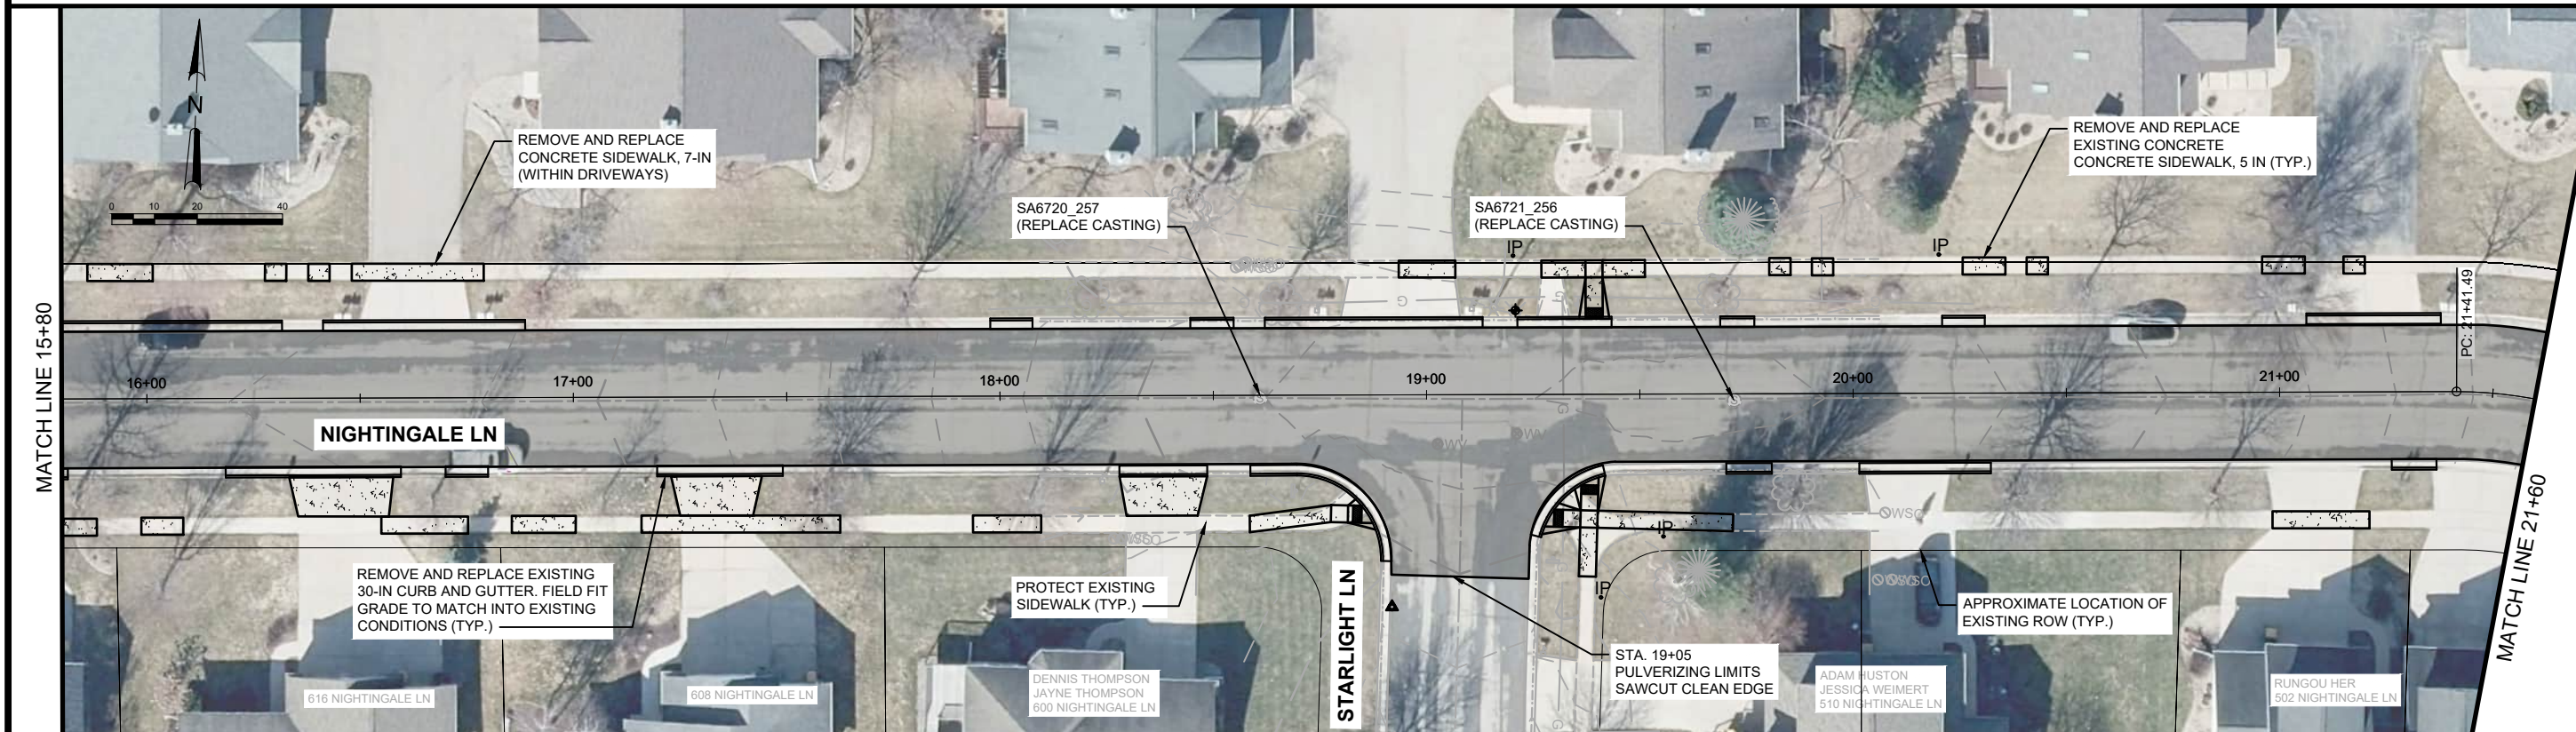 N
0 10 20 40
MATCH LINE 15+80
REMOVE AND REPLACE
CONCRETE SIDEWALK, 7-IN
(WITHIN DRIVEWAYS)
SA6720_257
(REPLACE CASTING)
SA6721_256
(REPLACE CASTING)
REMOVE AND REPLACE
EXISTING CONCRETE
CONCRETE SIDEWALK, 5 IN (TYP.)
IP
IP
G
G
PC: 21+41.49
16+00
17+00
18+00
19+00
20+00
21+00
NIGHTINGALE LN
G
WV
WV
WSO
IP
IP
REMOVE AND REPLACE EXISTING
30-IN CURB AND GUTTER. FIELD FIT
GRADE TO MATCH INTO EXISTING
CONDITIONS (TYP.)
PROTECT EXISTING
SIDEWALK (TYP.)
STARLIGHT LN
STA. 19+05
PULVERIZING LIMITS
SAWCUT CLEAN EDGE
APPROXIMATE LOCATION OF
EXISTING ROW (TYP.)
MATCH LINE 21+60
616 NIGHTINGALE LN
608 NIGHTINGALE LN
DENNIS THOMPSON
JAYNE THOMPSON
600 NIGHTINGALE LN
G
ADAM HUSTON
JESSICA WEIMERT
510 NIGHTINGALE LN
RUNGOU HER
502 NIGHTINGALE LN